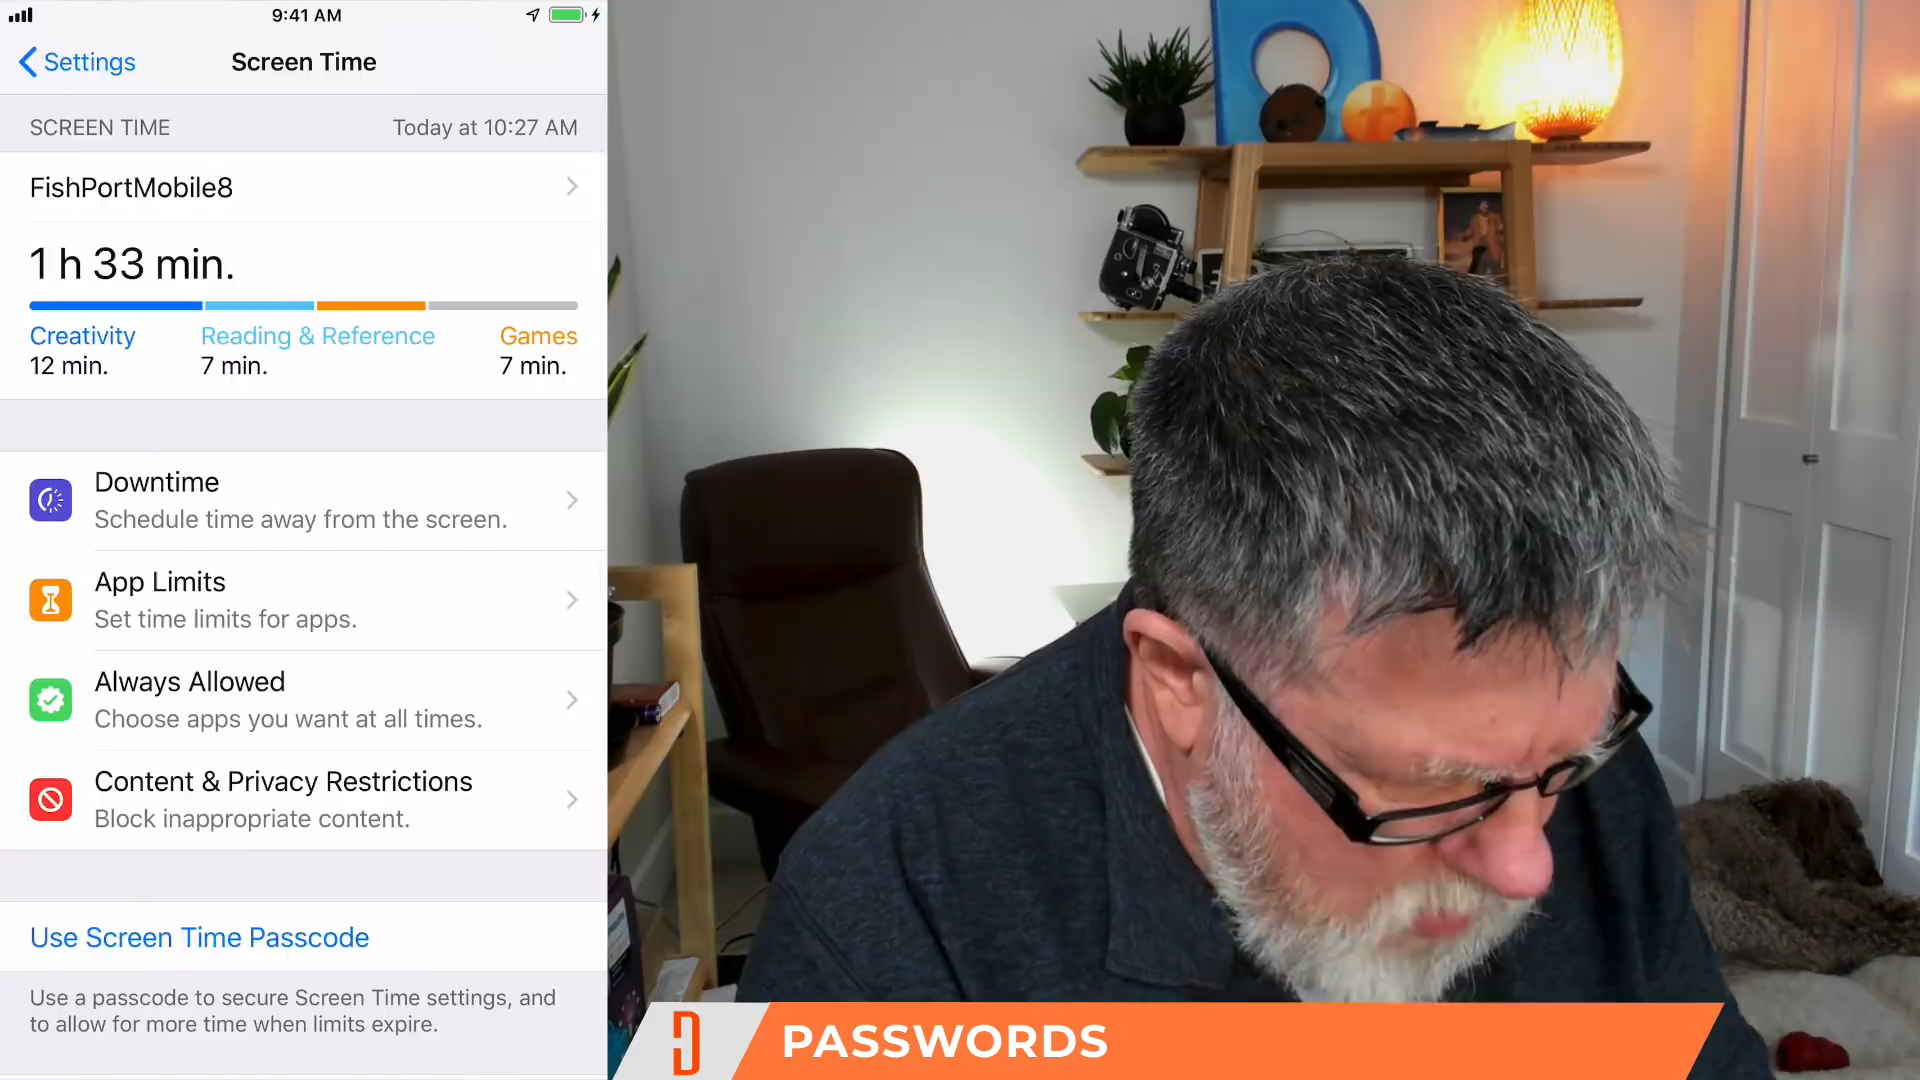 9:41 AM
Settings
Screen Time
SCREEN TIME Today at 10:27 AM
FishPortMobile8
1 h 33 min.
Creativity Reading & Reference Games
12 min. 7 min. 7 min.
Downtime
Schedule time away from the screen.
App Limits
Set time limits for apps.
Always Allowed
Choose apps you want at all times.
Content & Privacy Restrictions
Block inappropriate content.
Use Screen Time Passcode
Use a passcode to secure Screen Time settings, and
to allow for more time when limits expire.
PASSWORDS